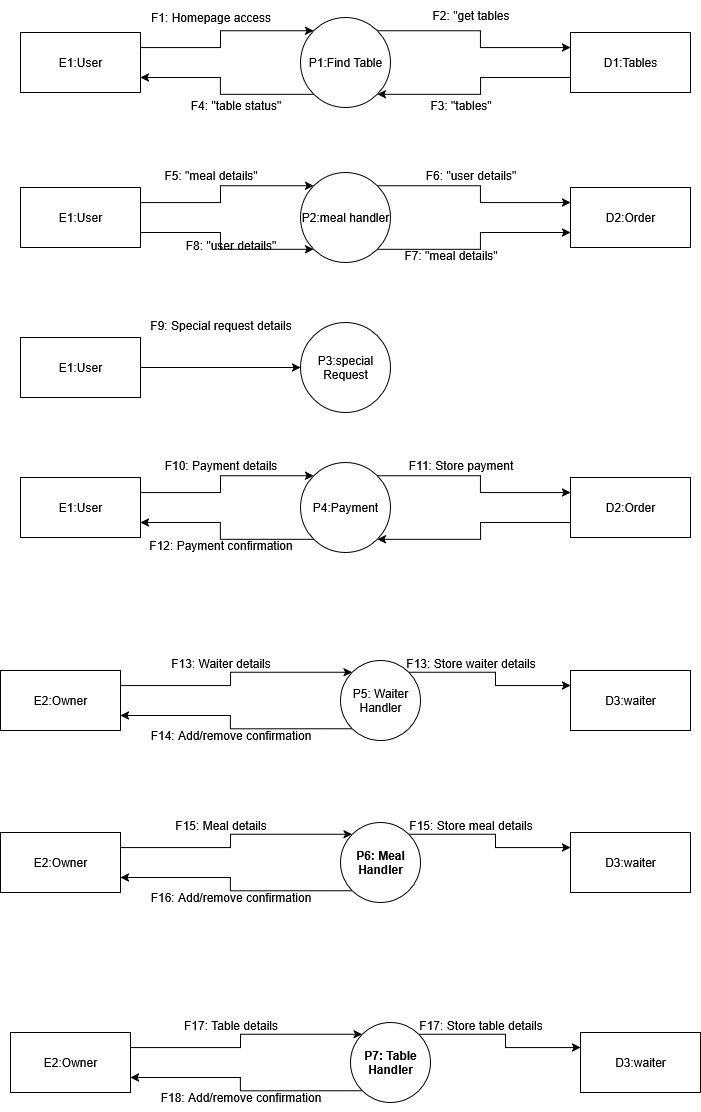 F1: Homepage access
F2: "get tables
E1:User
P1:Find Table
D1:Tables
F4: "table status"
F3: "tables"
F5: "meal details"
F6: "user details"
E1:User
P2:meal handler
D2:Order
F8: "user details"
F7: "meal details"
F9: Special request details
E1:User
P3:special
Request
F10: Payment details
F11: Store payment
E1:User
P4:Payment
D2:Order
F12: Payment confirmation
F13: Waiter details
F13: Store waiter details
E2:Owner
P5: Waiter
Handler
D3:waiter
F14: Add/remove confirmation
F15: Meal details
F15: Store meal details
E2:Owner
P6: Meal
Handler
D3:waiter
F16: Add/remove confirmation
F17: Table details
F17: Store table details
E2:Owner
P7: Table
Handler
D3:waiter
F18: Add/remove confirmation